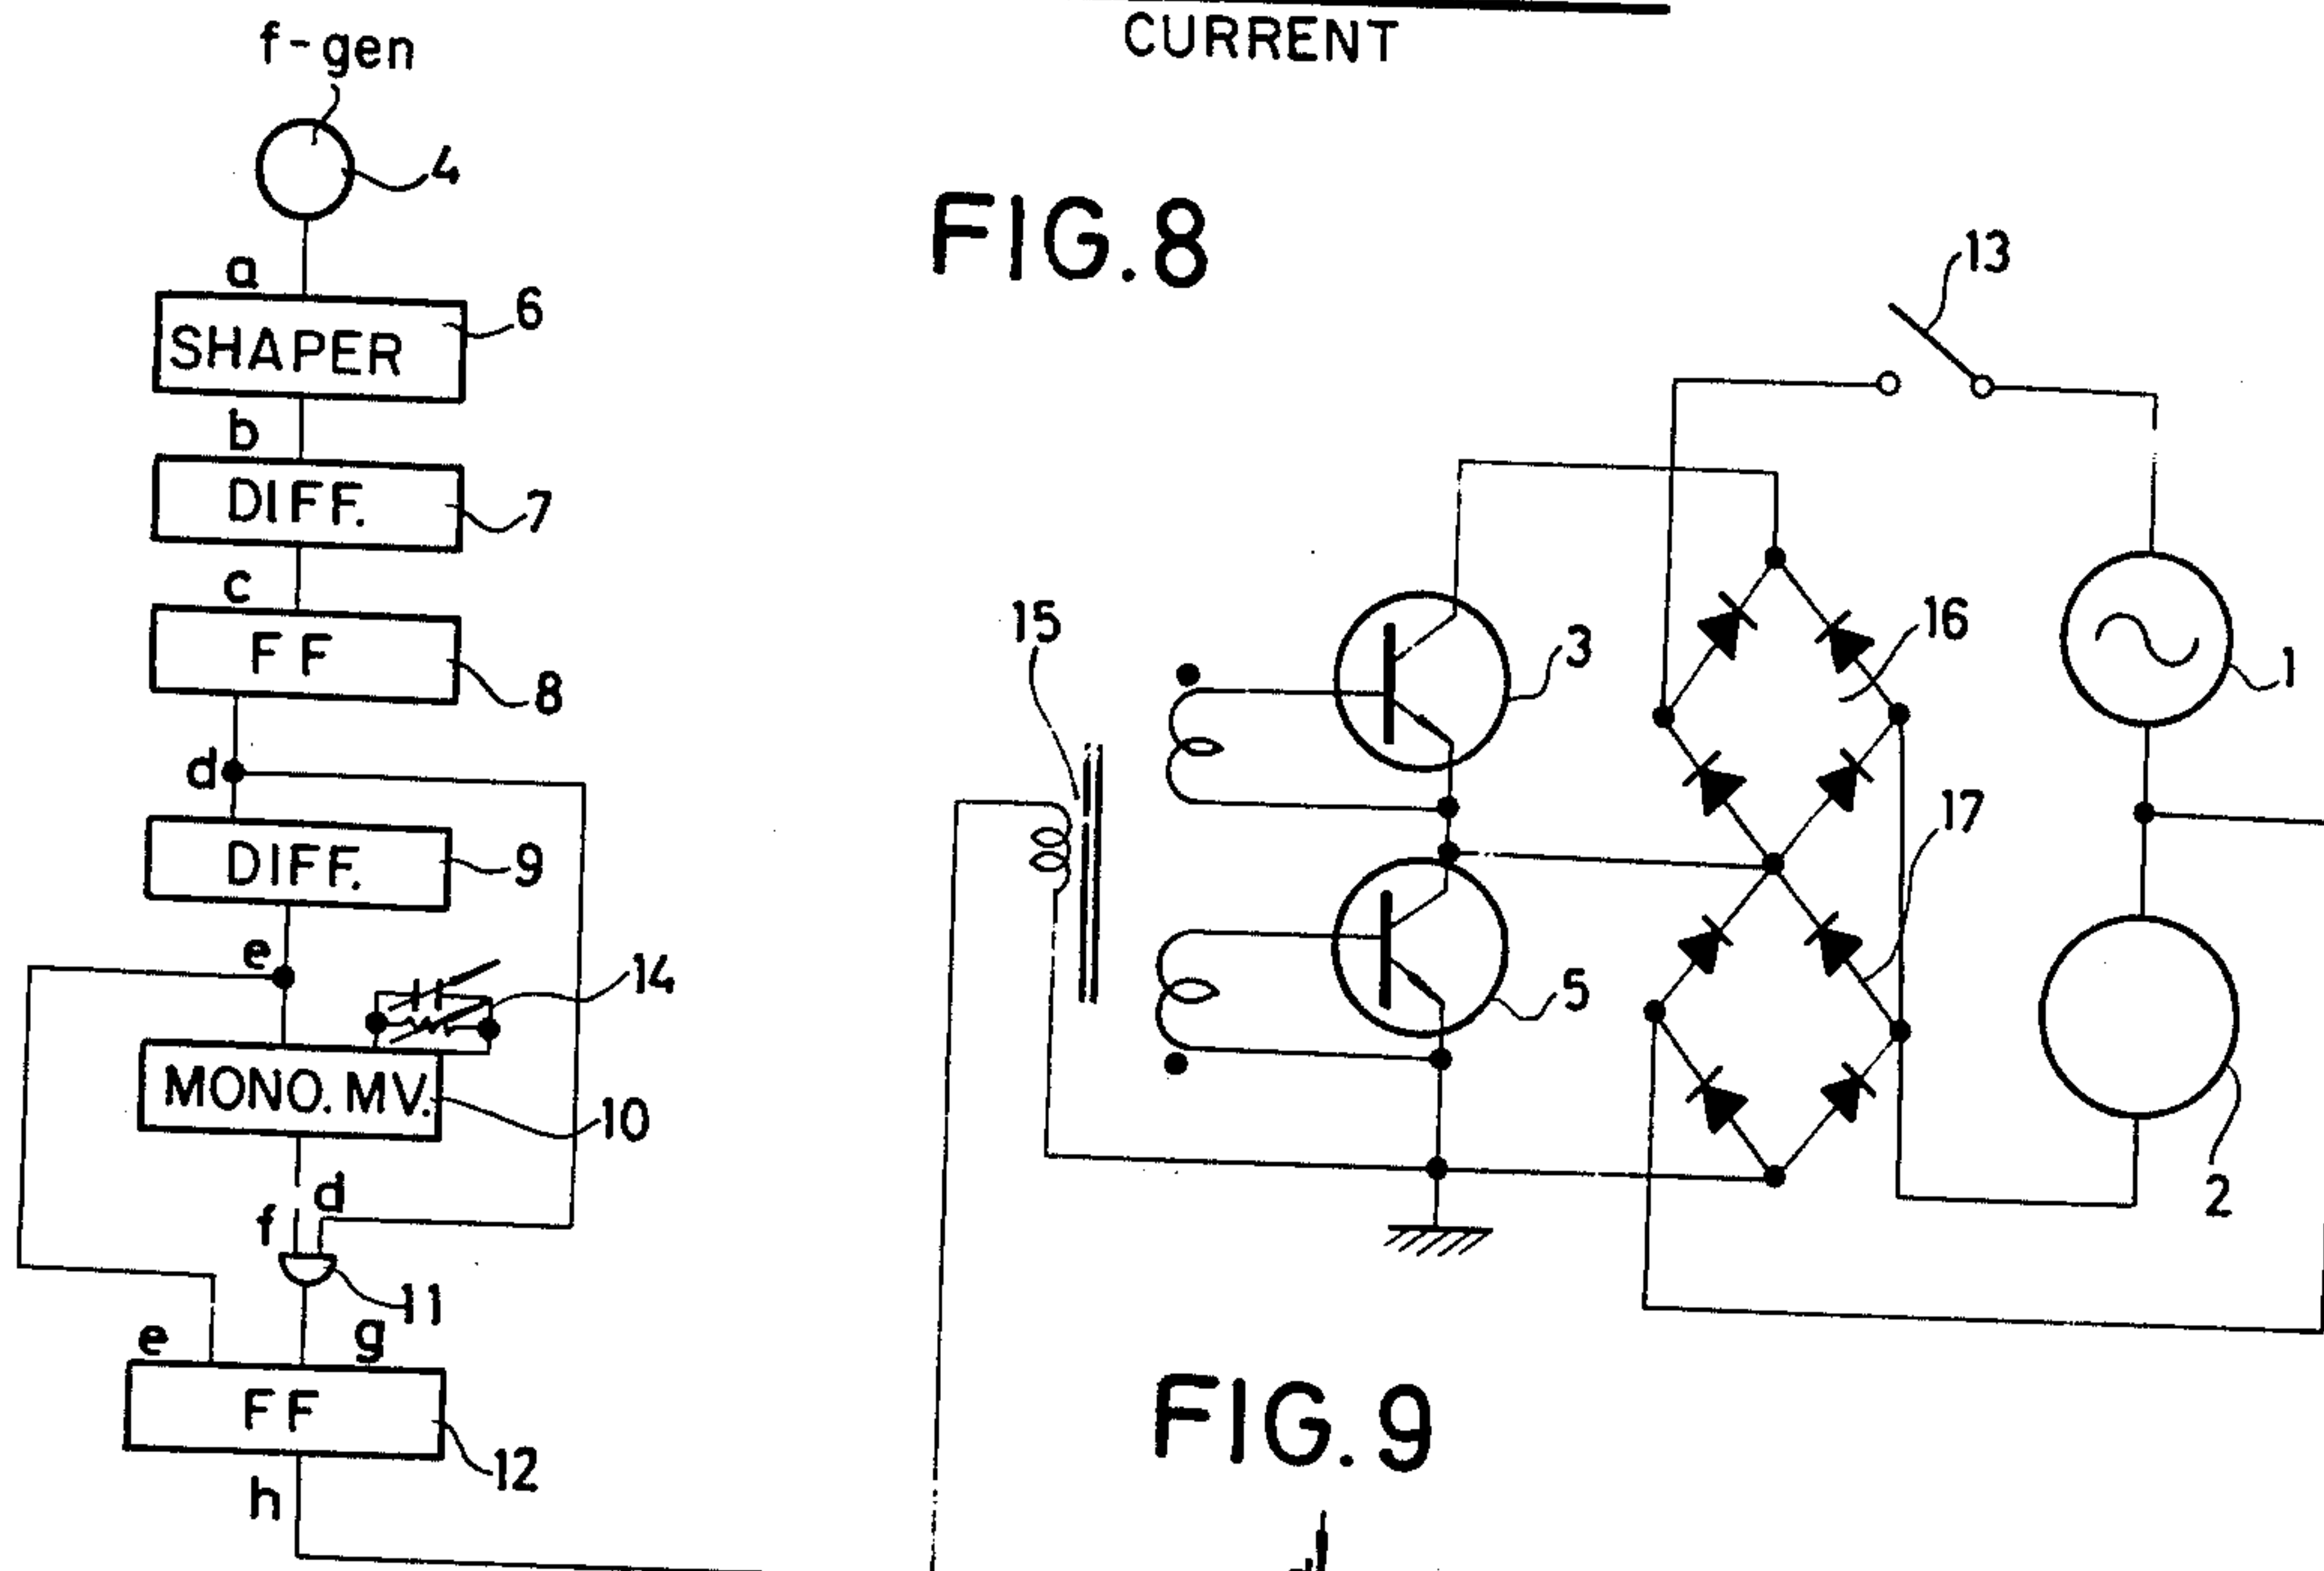 CURRENT
f-gen
4
FIG. 8
a
6
SHAPER
13
b
DIFF.
7
c
15
3
16
1
FF
8
d
17
DIFF.
9
e
14
5
MONO. MV.
10
d
f
2
11
e
g
FIG. 9
FF
12
h